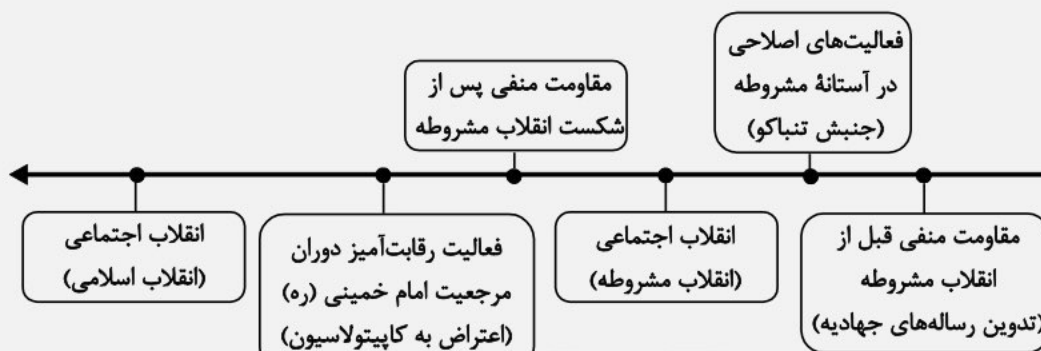 مقاومت منفی قبل از
انقلاب مشروطه
(تدوین رساله‌های جهادیه)
فعالیت‌های اصلاحی
در آستانهٔ مشروطه
(جنبش تنباکو)
انقلاب اجتماعی
(انقلاب مشروطه)
مقاومت منفی پس از
شکست انقلاب مشروطه
فعالیت رقابت‌آمیز دوران
مرجعیت امام خمینی (ره)
(اعتراض به کاپیتولاسیون)
انقلاب اجتماعی
(انقلاب اسلامی)